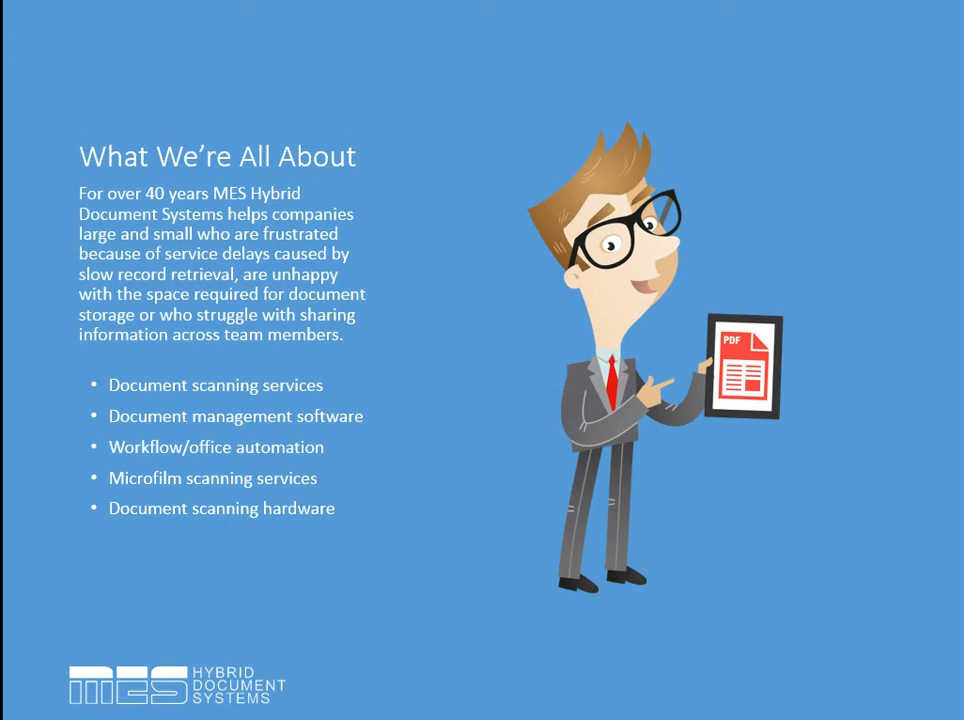 What We're All About
For over 40 years MES Hybrid
Document Systems helps companies
large and small who are frustrated
because of service delays caused by
slow record retrieval, are unhappy
with the space required for document
storage or who struggle with sharing
information across team members.
• Document scanning services
• Document management software
• Workflow/office automation
• Microfilm scanning services
• Document scanning hardware
PDF
MES HYBRID
DOCUMENT
SYSTEMS